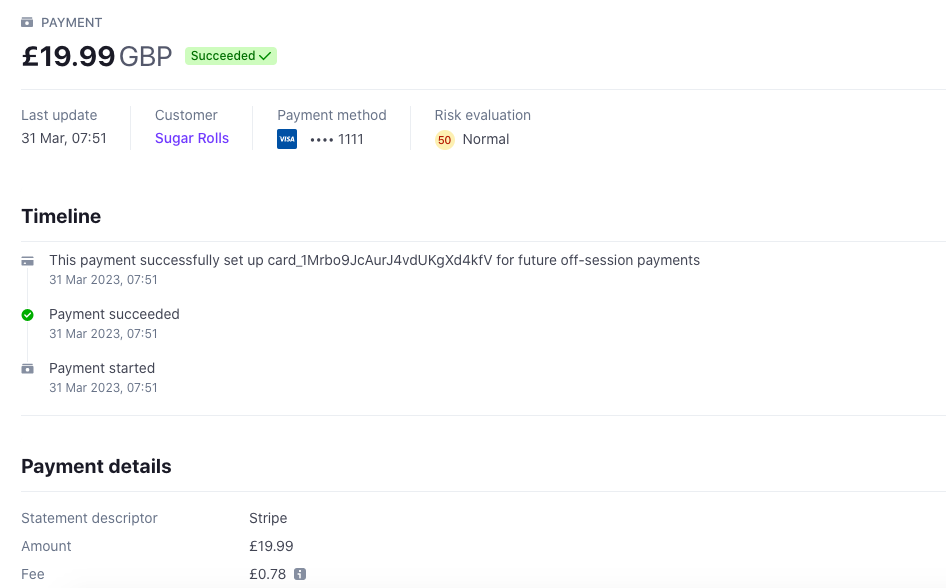 PAYMENT
£19.99 GBP Succeeded
Last update Customer Payment method Risk evaluation
31 Mar, 07:51 Sugar Rolls VISA •••• 1111 50 Normal
Timeline
This payment successfully set up card_1Mrbo9JcAurJ4vdUKgXd4kfV for future off-session payments
31 Mar 2023, 07:51
Payment succeeded
31 Mar 2023, 07:51
Payment started
31 Mar 2023, 07:51
Payment details
Statement descriptor Stripe
Amount £19.99
Fee £0.78